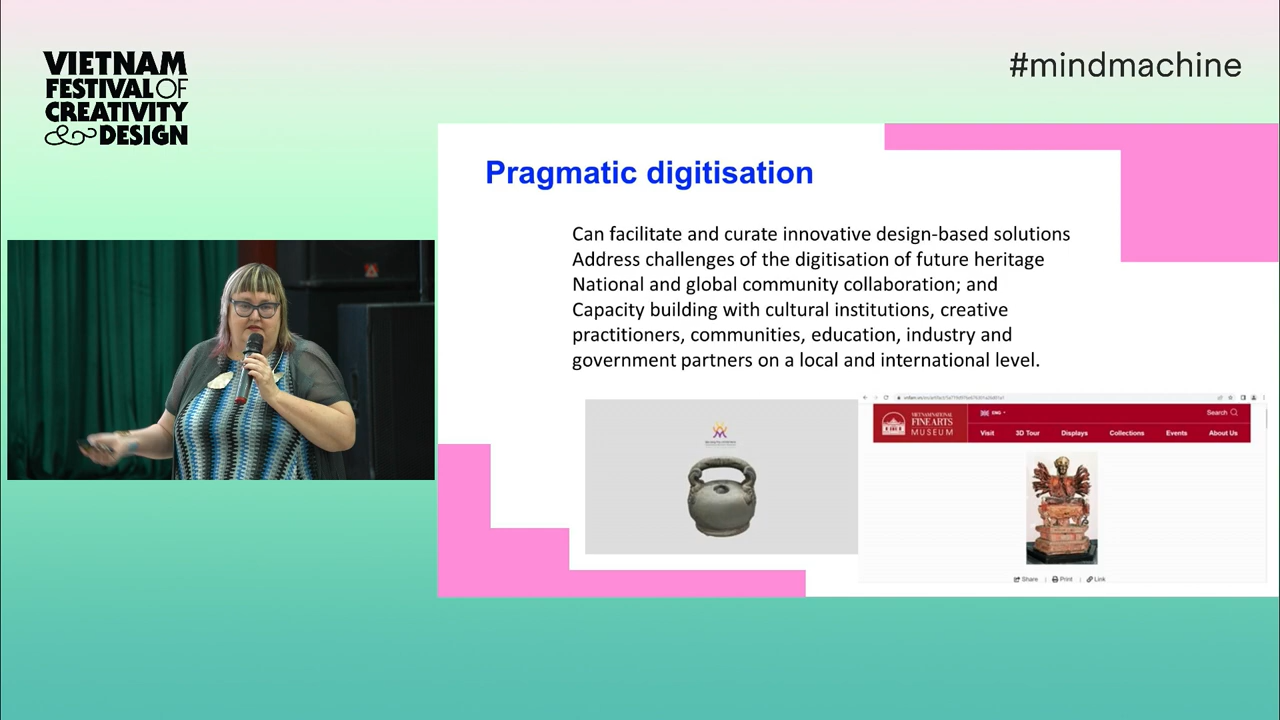 VIETNAM
FESTIVAL OF
CREATIVITY
& DESIGN
#mindmachine
Pragmatic digitisation
Can facilitate and curate innovative design-based solutions
Address challenges of the digitisation of future heritage
National and global community collaboration; and
Capacity building with cultural institutions, creative
practitioners, communities, education, industry and
government partners on a local and international level.
VIETNAM NATIONAL
FINE ARTS
MUSEUM
ENG
Search
Visit 3D Tour Displays Collections Events About Us
Share | Print | Link